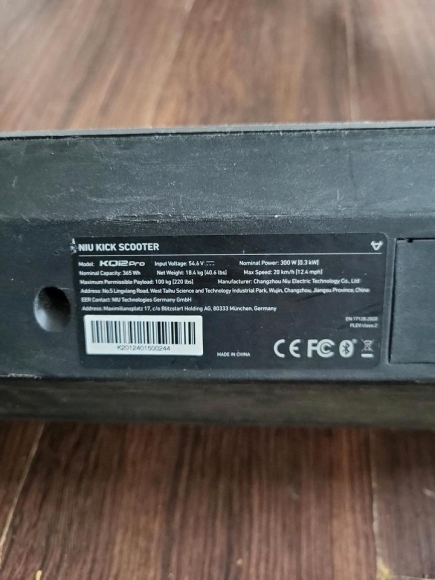 NIU KICK SCOOTER
Model: KQi2 Pro Input Voltage: 54.6 V ⎓ Nominal Power: 300 W (0.3 kW)
Nominal Capacity: 365 Wh Net Weight: 18.4 kg (40.6 lbs) Max Speed: 20 km/h (12.4 mph)
Maximum Permissible Payload: 100 kg (220 lbs) Manufacturer: Changzhou Niu Electric Technology Co., Ltd
Address: No.5 Lingxiang Road, West Taihu Science and Technology Industrial Park, Wujin, Changzhou, Jiangsu Province, China
EER Contact: NIU Technologies Germany GmbH
Address: Maximiliansplatz 17, c/o Blitzstart Holding AG, 80333 München, Germany
EN 17128:2020
PLEV class 2
K2012401500244
MADE IN CHINA
CE FC